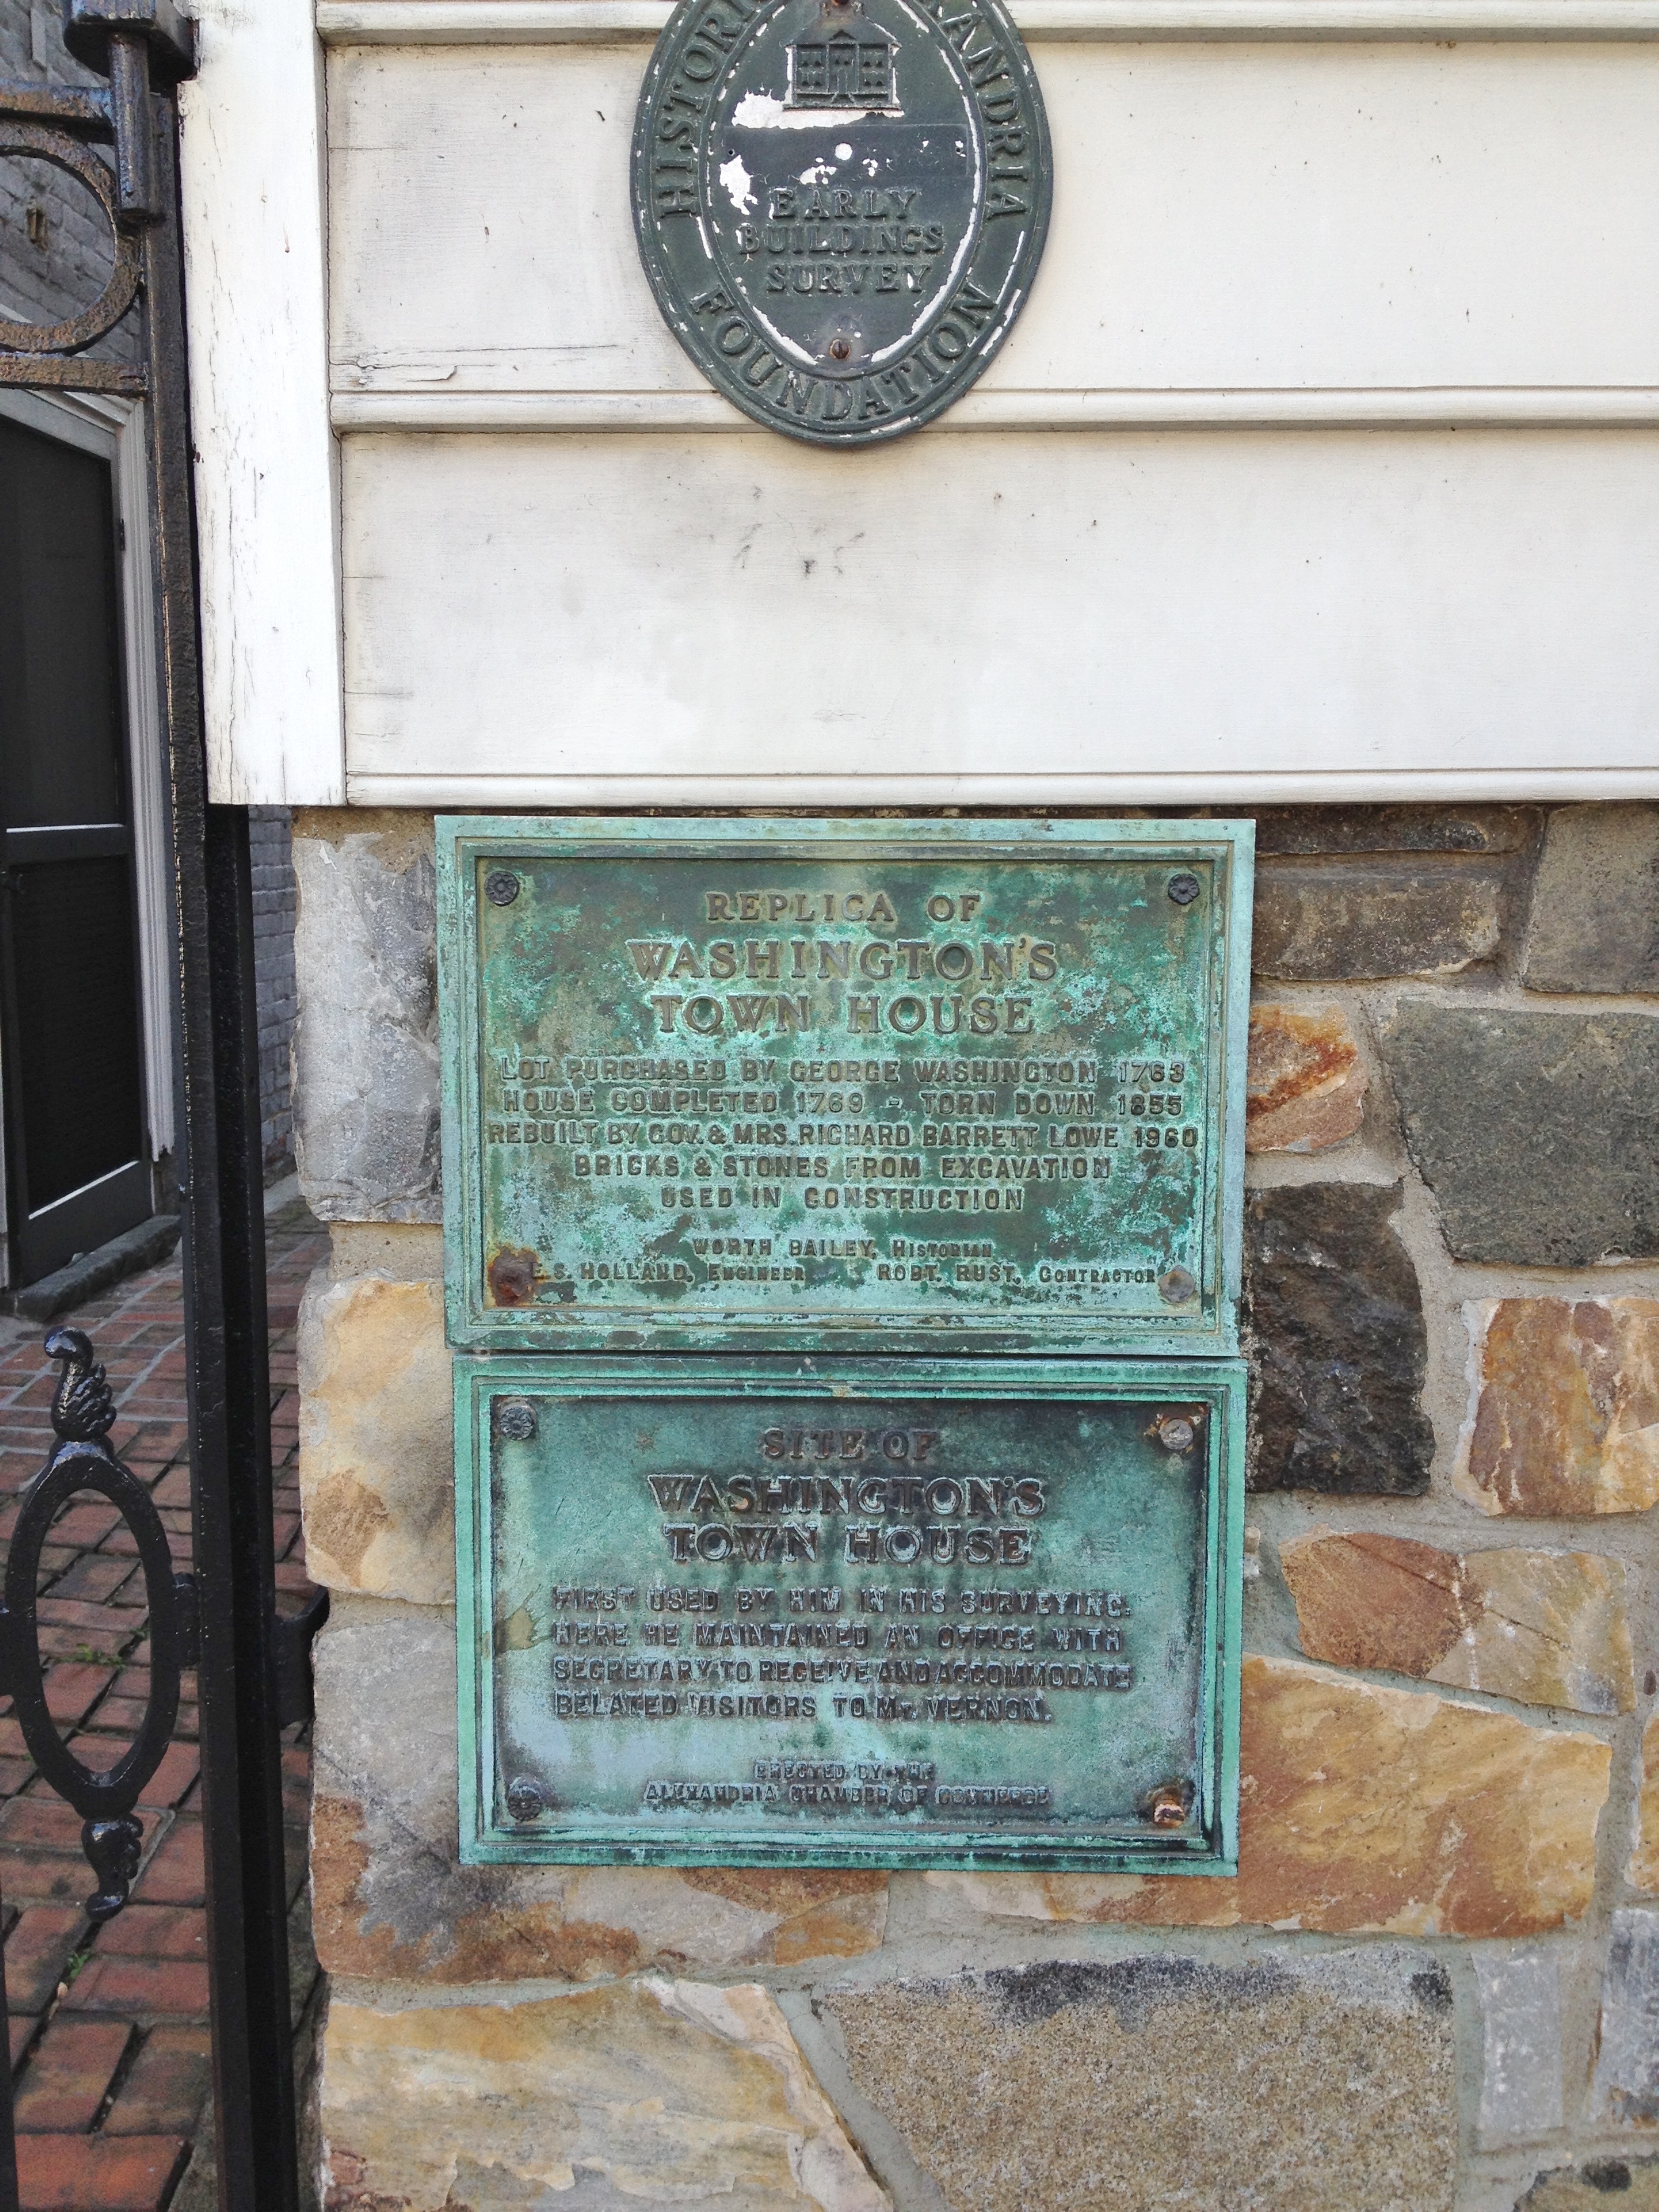 HISTORI
ANDRIA
EARLY
BUILDINGS
SURVEY
FOUNDATION
REPLICA OF
WASHINGTON'S
TOWN HOUSE
LOT PURCHASED BY GEORGE WASHINGTON 1763
HOUSE COMPLETED 1769 - TORN DOWN 1855
REBUILT BY GOV. & MRS. RICHARD BARRETT LOWE 1960
BRICKS & STONES FROM EXCAVATION
USED IN CONSTRUCTION
WORTH BAILEY, HISTORIAN
E.S. HOLLAND, ENGINEER ROBT. RUST, CONTRACTOR
SITE OF
WASHINGTON'S
TOWN HOUSE
FIRST USED BY HIM IN HIS SURVEYING.
HERE HE MAINTAINED AN OFFICE WITH
SECRETARY TO RECEIVE AND ACCOMMODATE
BELATED VISITORS TO MT. VERNON.
ERECTED BY THE
ALEXANDRIA CHAMBER OF COMMERCE